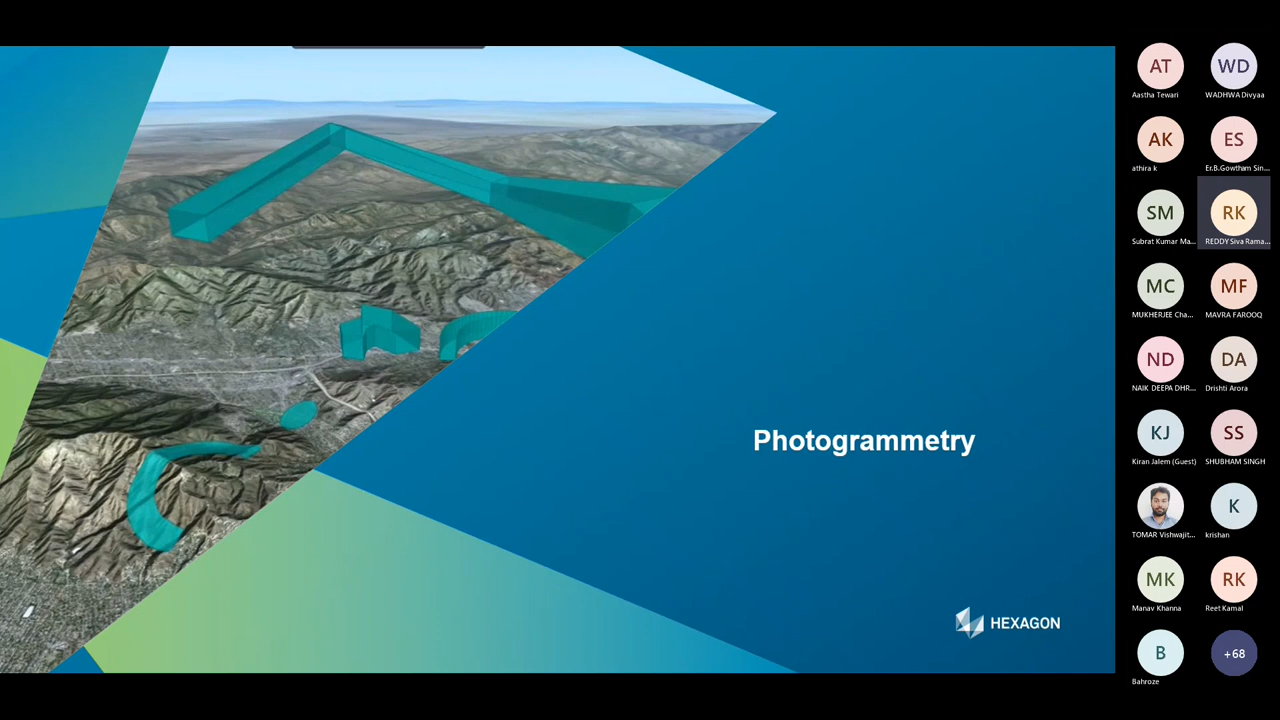 Photogrammetry
HEXAGON
AT
WD
Aastha Tewari
WADHWA Divyaa
AK
ES
athira k
Er.B.Gowtham Sin...
SM
RK
Subrat Kumar Ma...
REDDY Siva Rama...
MC
MF
MUKHERJEE Cha...
MAVRA FAROOQ
ND
DA
NAIK DEEPA DHR...
Drishti Arora
KJ
SS
Kiran Jalem (Guest)
SHUBHAM SINGH
K
TOMAR Vishwajit...
krishan
MK
RK
Manav Khanna
Reet Kamal
B
+68
Bahroze